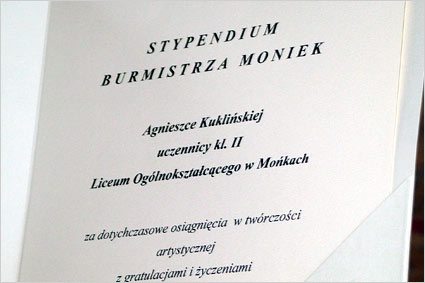 STYPENDIUM
BURMISTRZA MONIEK
Agnieszce Kuklińskiej
uczennicy kl. II
Liceum Ogólnokształcącego w Mońkach
za dotychczasowe osiągnięcia w twórczości
artystycznej
z gratulacjami i życzeniami